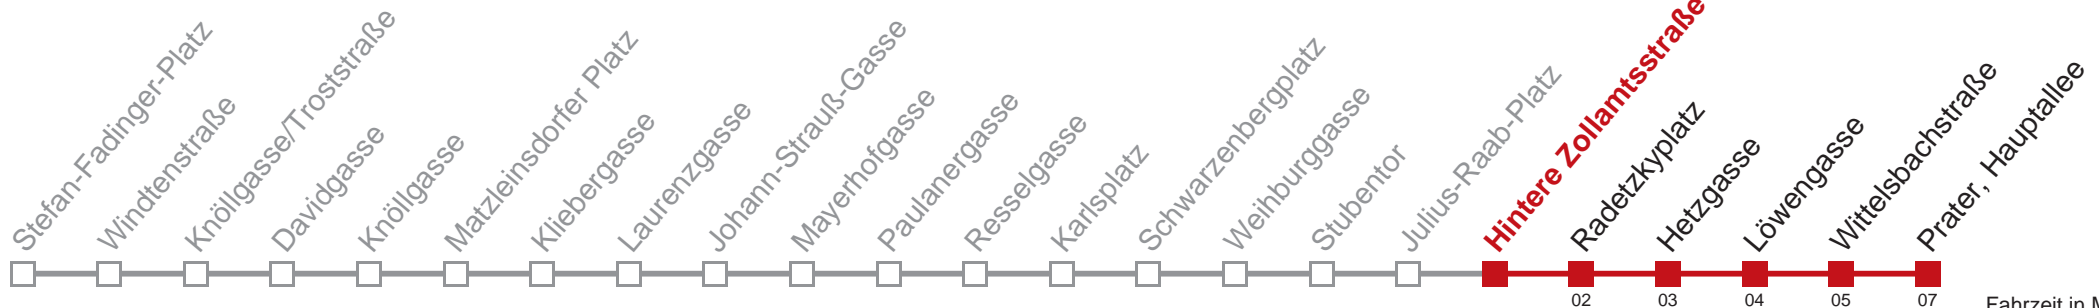 Stefan-Fadinger-Platz
Windtenstraße
Knöllgasse/Troststraße
Davidgasse
Knöllgasse
Matzleinsdorfer Platz
Kliebergasse
Laurenzgasse
Johann-Strauß-Gasse
Mayerhofgasse
Paulanergasse
Resselgasse
Karlsplatz
Schwarzenbergplatz
Weihburggasse
Stubentor
Julius-Raab-Platz
Hintere Zollamtsstraße
Radetzkyplatz
Hetzgasse
Löwengasse
Wittelsbachstraße
Prater, Hauptallee
02 03 04 05 07
Fahrzeit in M